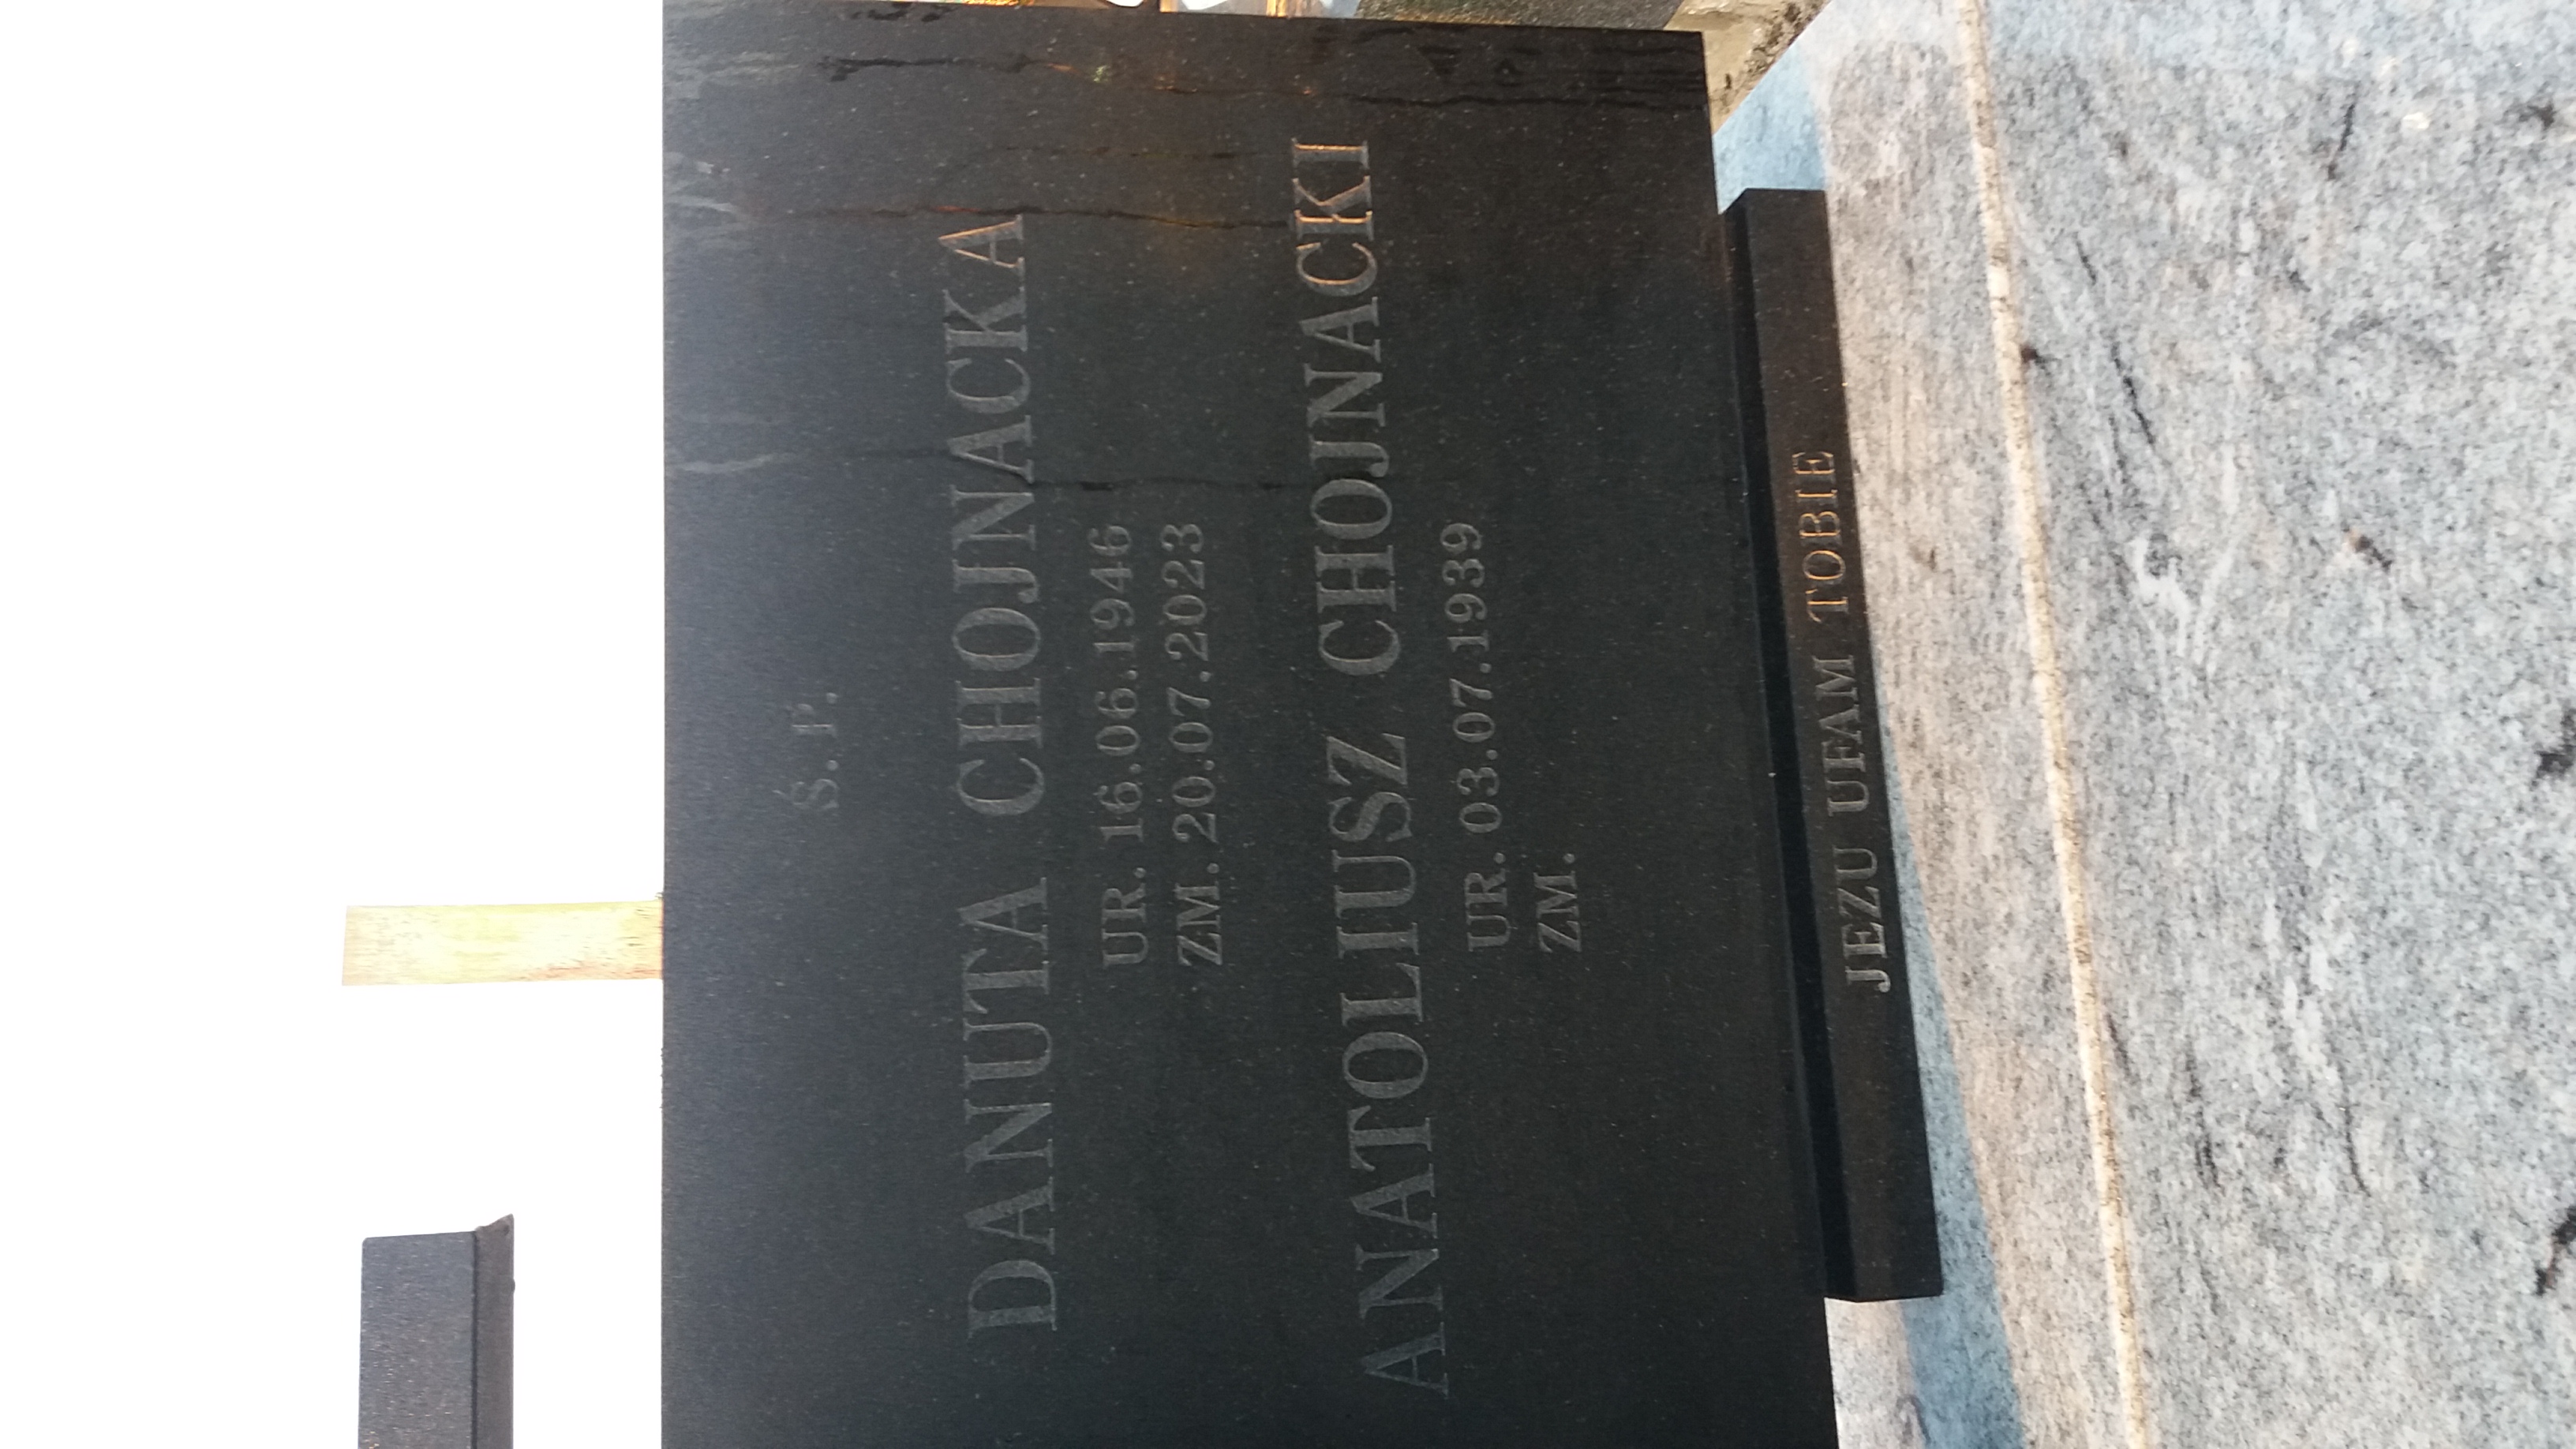 Ś. P.
DANUTA CHOJNACKA
UR. 16.06.1946
ZM. 20.07.2023
ANATOLIUSZ CHOJNACKI
UR. 03.07.1939
ZM.
JEZU UFAM TOBIE